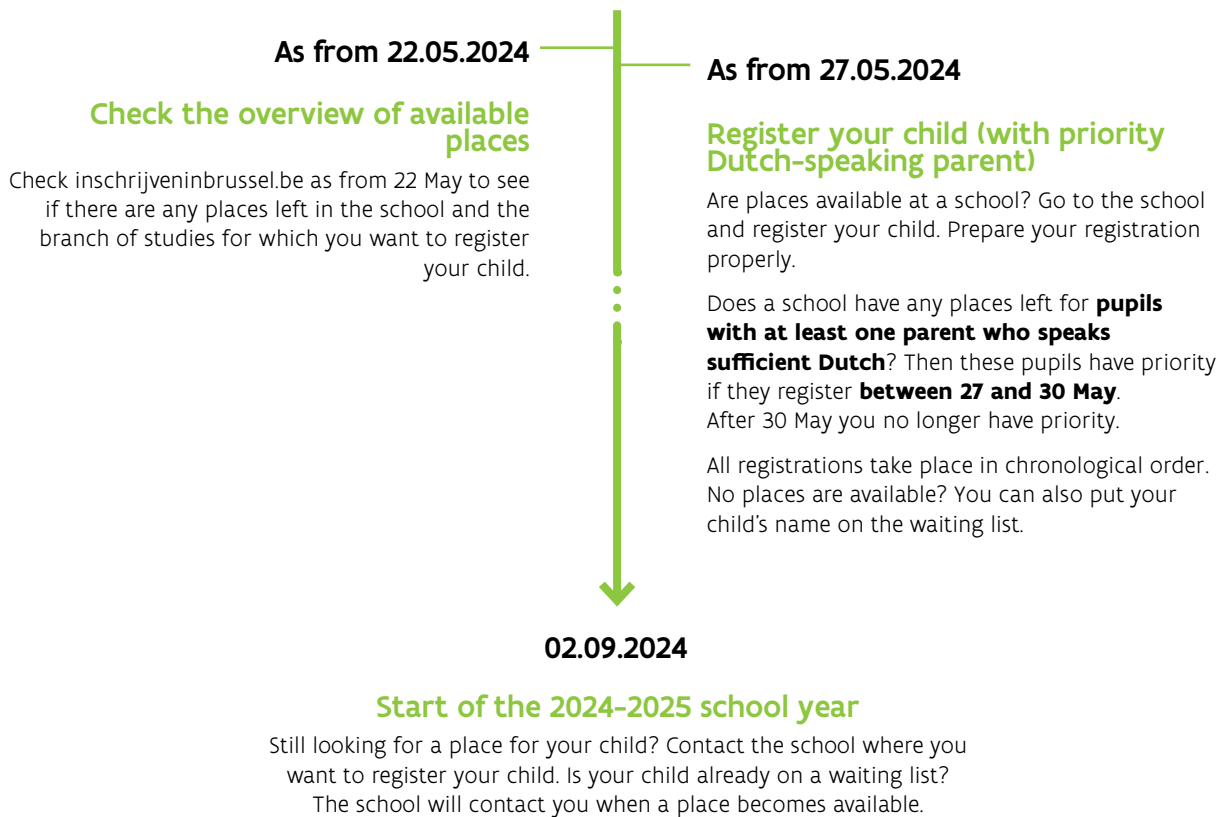 As from 22.05.2024
Check the overview of available
places
Check inschrijveninbrussel.be as from 22 May to see
if there are any places left in the school and the
branch of studies for which you want to register
your child.
As from 27.05.2024
Register your child (with priority
Dutch-speaking parent)
Are places available at a school? Go to the school
and register your child. Prepare your registration
properly.
Does a school have any places left for pupils
with at least one parent who speaks
sufficient Dutch? Then these pupils have priority
if they register between 27 and 30 May.
After 30 May you no longer have priority.
All registrations take place in chronological order.
No places are available? You can also put your
child's name on the waiting list.
02.09.2024
Start of the 2024-2025 school year
Still looking for a place for your child? Contact the school where you
want to register your child. Is your child already on a waiting list?
The school will contact you when a place becomes available.